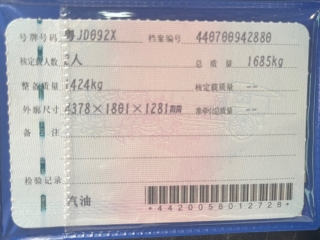 号牌号码 粤JD092X 档案编号 440700942880
核定载人数 2人 总质量 1685kg
整备质量 1424kg 核定载质量 --
外廓尺寸 4378×1801×1281mm 准牵引总质量 --
备注
检验记录
汽油
*4420058012728*